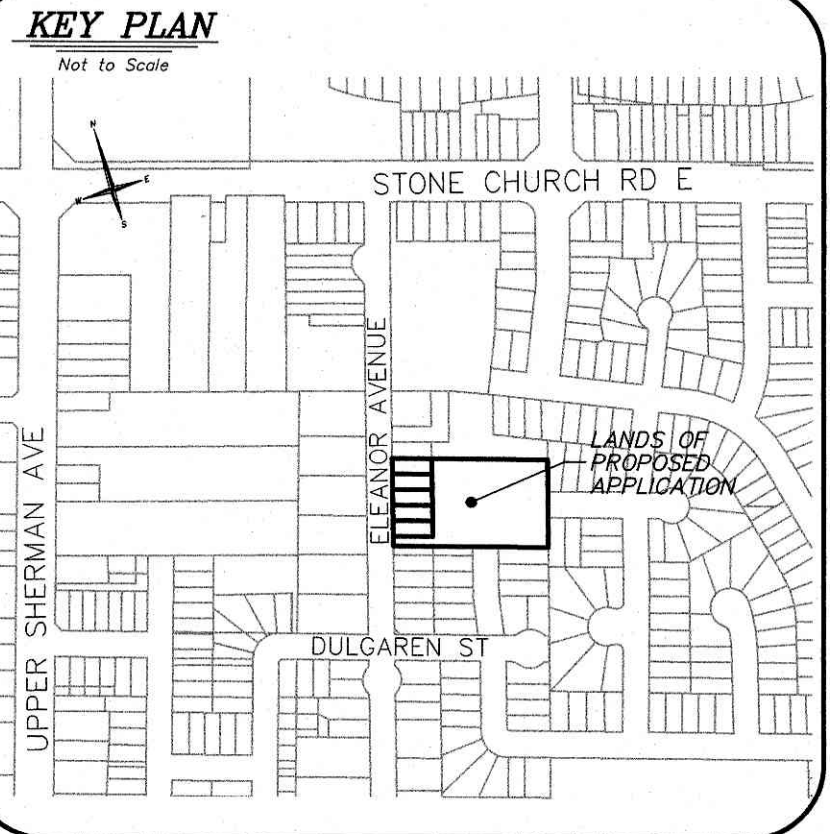 KEY PLAN
Not to Scale
N
E
W
S
STONE CHURCH RD E
ELEANOR AVENUE
UPPER SHERMAN AVE
LANDS OF
PROPOSED
APPLICATION
DULGAREN ST